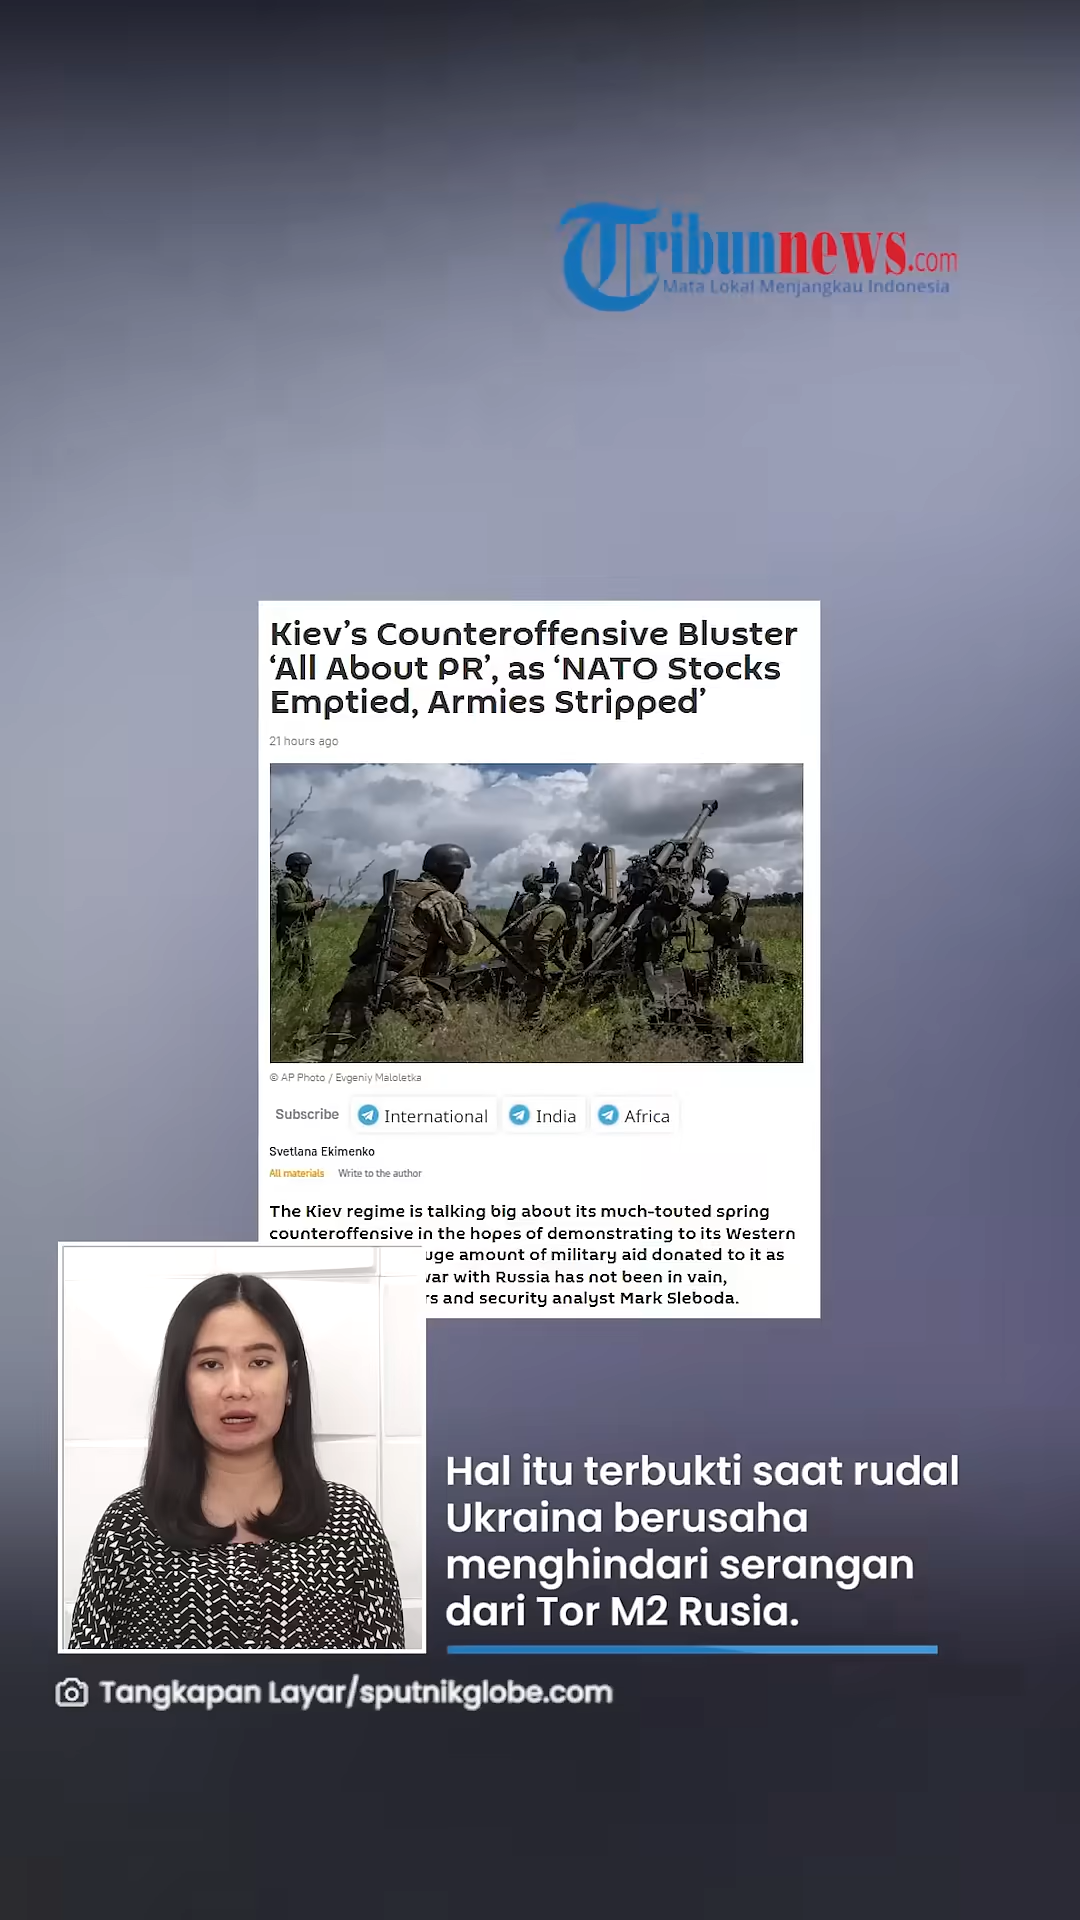 Tribunnews.com
Mata Lokal Menjangkau Indonesia
Kiev's Counteroffensive Bluster
'All About PR', as 'NATO Stocks
Emptied, Armies Stripped'
21 hours ago
© AP Photo / Evgeniy Maloletka
Subscribe International India Africa
Svetlana Ekimenko
All materials Write to the author
The Kiev regime is talking big about its much-touted spring
counteroffensive in the hopes of demonstrating to its Western
amount of military aid donated to it as
with Russia has not been in vain,
and security analyst Mark Sleboda.
Hal itu terbukti saat rudal
Ukraina berusaha
menghindari serangan
dari Tor M2 Rusia.
Tangkapan Layar/sputnikglobe.com